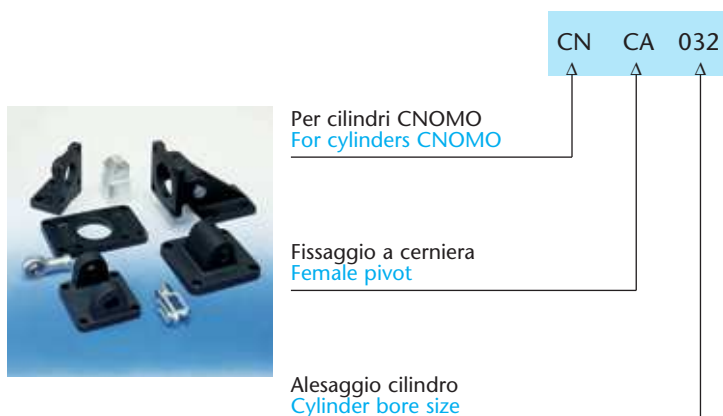 CN CA 032
Per cilindri CNOMO
For cylinders CNOMO
Fissaggio a cerniera
Female pivot
Alesaggio cilindro
Cylinder bore size